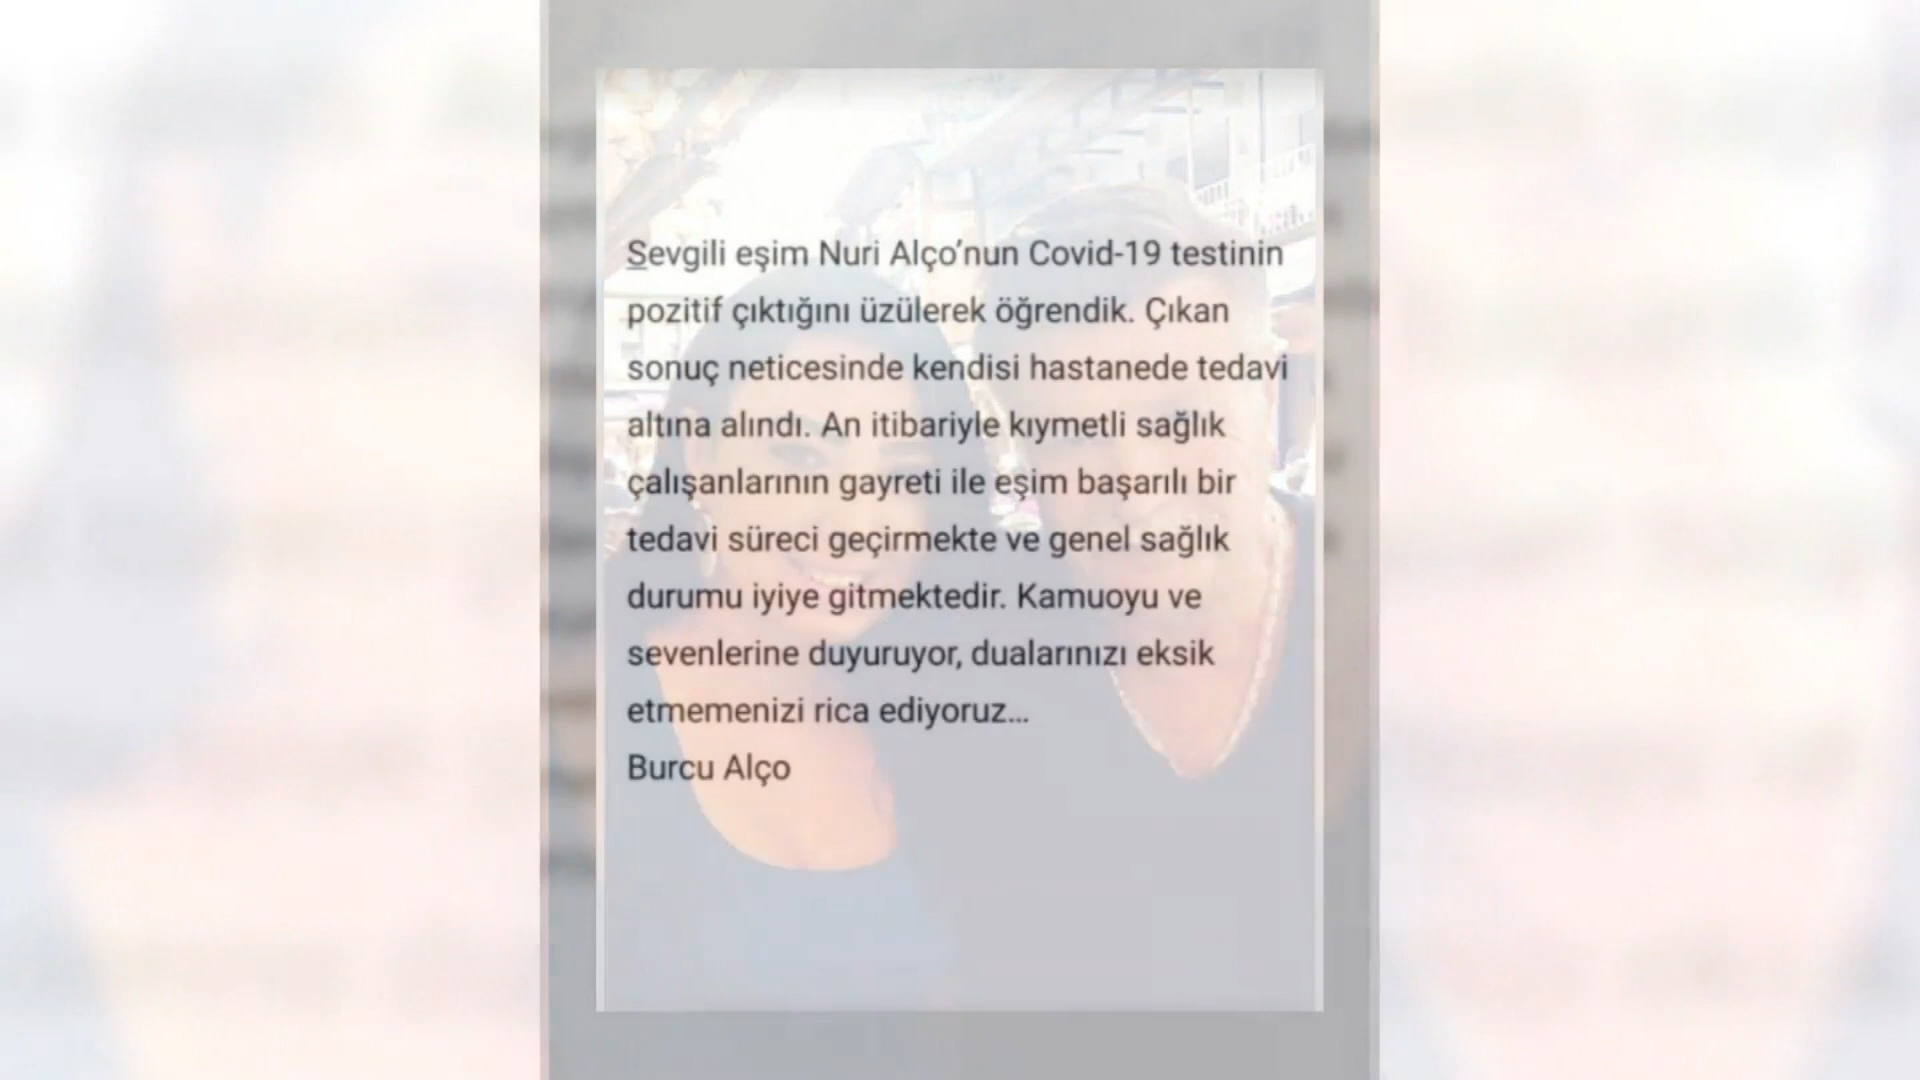 Sevgili eşim Nuri Alço’nun Covid-19 testinin
pozitif çıktığını üzülerek öğrendik. Çıkan
sonuç neticesinde kendisi hastanede tedavi
altına alındı. An itibariyle kıymetli sağlık
çalışanlarının gayreti ile eşim başarılı bir
tedavi süreci geçirmekte ve genel sağlık
durumu iyiye gitmektedir. Kamuoyu ve
sevenlerine duyuruyor, dualarınızı eksik
etmemenizi rica ediyoruz...
Burcu Alço